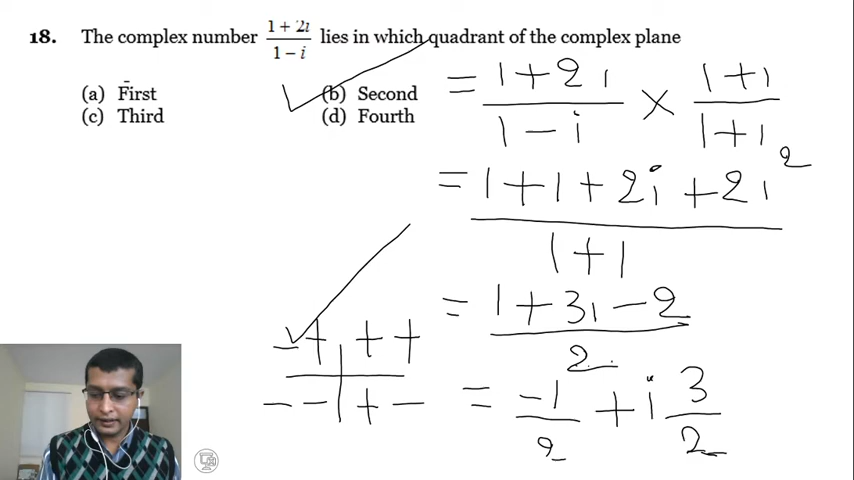 18. The complex number (1 + 2i)/(1 − i) lies in which quadrant of the complex plane
(a) First (b) Second
(c) Third (d) Fourth
= (1 + 2i)/(1 − i) × (1 + i)/(1 + i)
= (1 + i + 2i + 2i²)/(1 + 1)
= (1 + 3i − 2)/2
= −1/2 + i 3/2
− + | + +
− − | + −